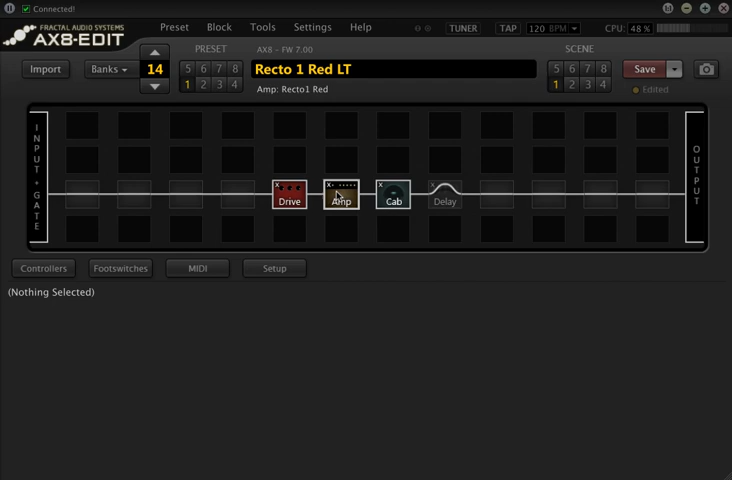 Connected!
FRACTAL AUDIO SYSTEMS
AX8-EDIT
Preset Block Tools Settings Help
TUNER TAP 120 BPM CPU: 48 %
PRESET AX8 – FW 7.00 SCENE
Import Banks 14 5 6 7 8 Recto 1 Red LT 5 6 7 8 Save
1 2 3 4 Amp: Recto1 Red 1 2 3 4 Edited
INPUT • GATE
X Drive
X Amp
X Cab
X Delay
OUTPUT
Controllers Footswitches MIDI Setup
(Nothing Selected)